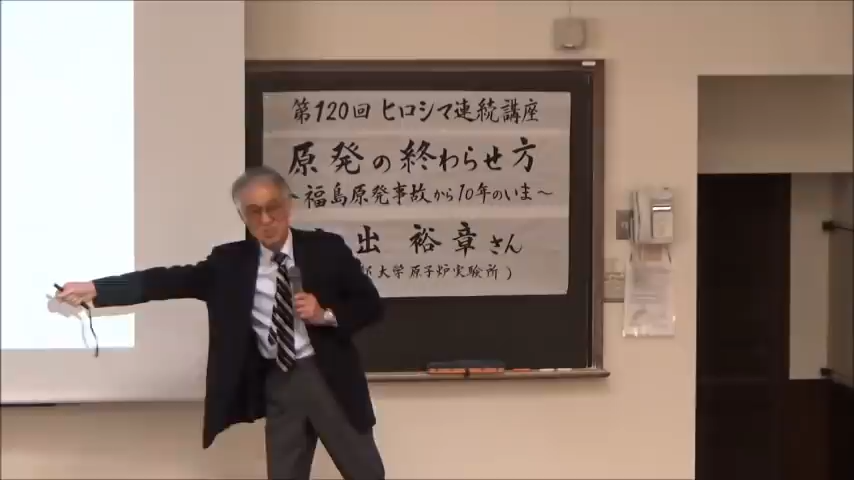 第120回 ヒロシマ連続講座
原発の終わらせ方
福島原発事故から10年のいま～
出 裕 章さん
大学原子炉実験所)